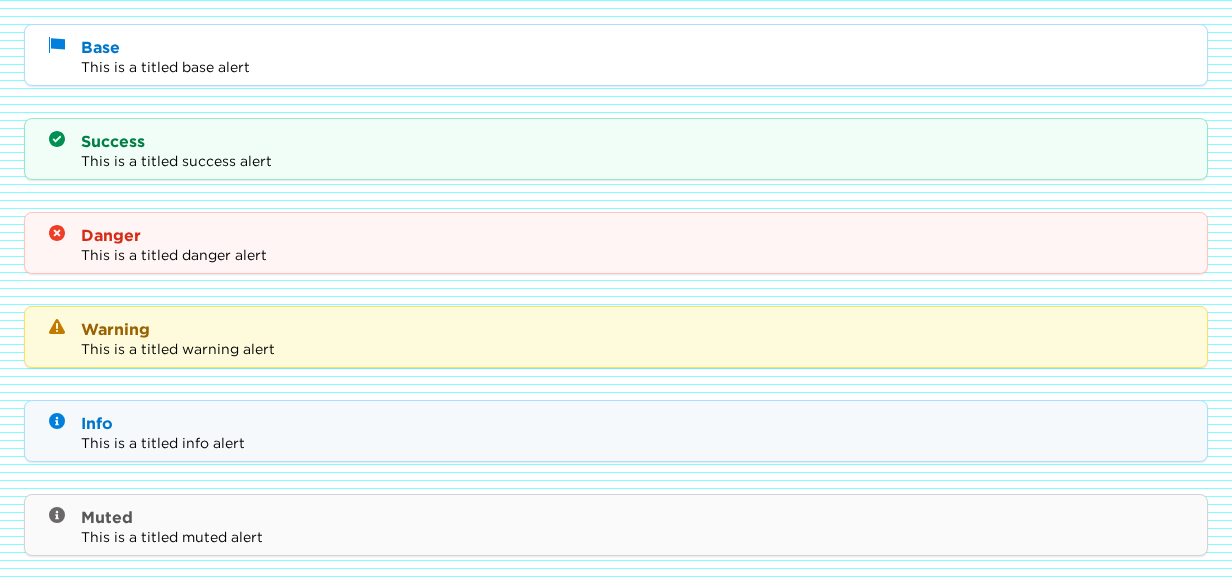 Base
This is a titled base alert
Success
This is a titled success alert
Danger
This is a titled danger alert
Warning
This is a titled warning alert
Info
This is a titled info alert
Muted
This is a titled muted alert